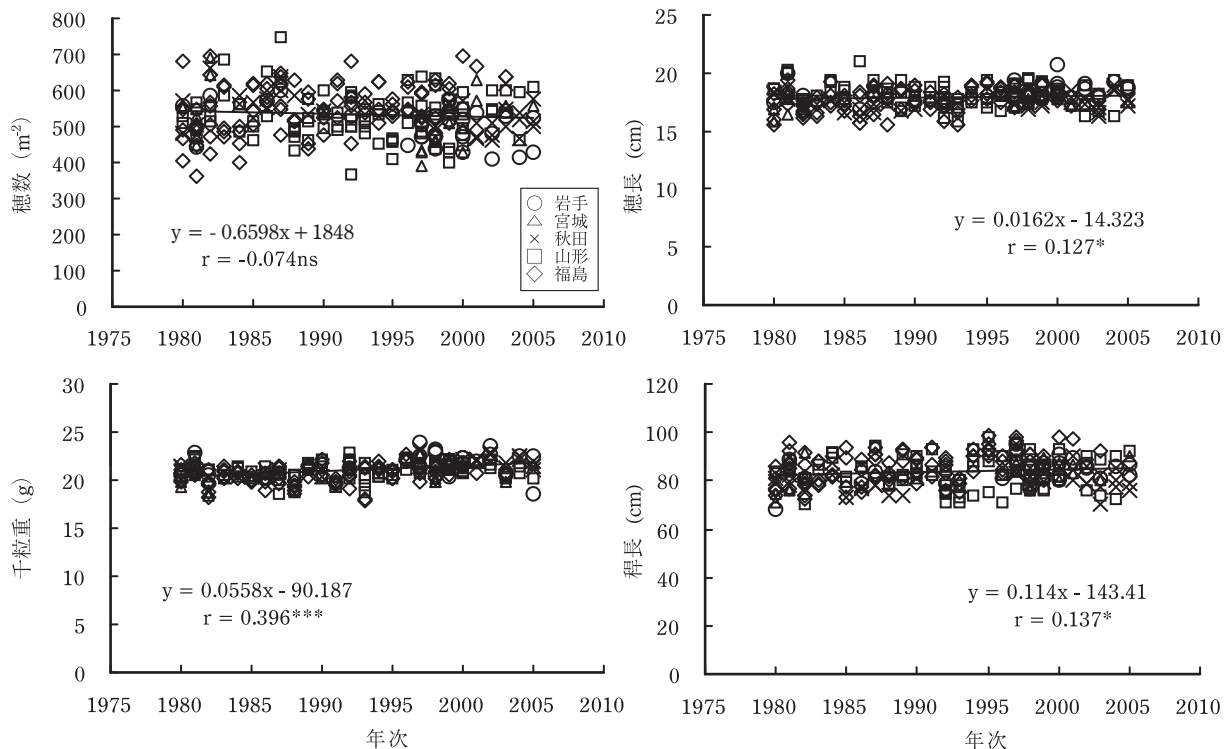 800
700
600
500
400
300
200
100
0
穂数 (m-2)
y = - 0.6598x + 1848
r = -0.074ns
○ 岩手
△ 宮城
× 秋田
□ 山形
◇ 福島
1975 1980 1985 1990 1995 2000 2005 2010
25
20
15
10
5
0
穂長 (cm)
y = 0.0162x - 14.323
r = 0.127*
1975 1980 1985 1990 1995 2000 2005 2010
30
25
20
15
10
5
0
千粒重 (g)
y = 0.0558x - 90.187
r = 0.396***
1975 1980 1985 1990 1995 2000 2005 2010
年次
120
100
80
60
40
20
0
稈長 (cm)
y = 0.114x - 143.41
r = 0.137*
1975 1980 1985 1990 1995 2000 2005 2010
年次